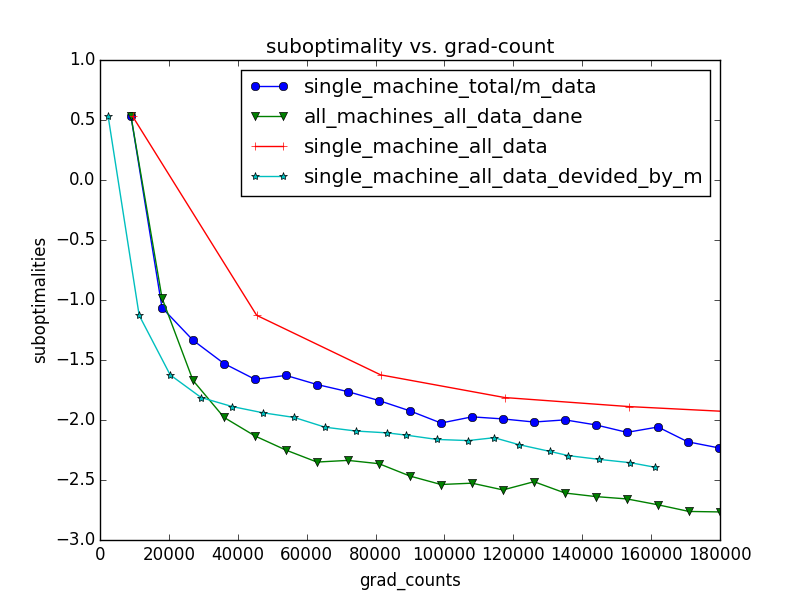 suboptimality vs. grad-count
single_machine_total/m_data
all_machines_all_data_dane
single_machine_all_data
single_machine_all_data_devided_by_m
suboptimalities
1.0
0.5
0.0
−0.5
−1.0
−1.5
−2.0
−2.5
−3.0
0 20000 40000 60000 80000 100000 120000 140000 160000 180000
grad_counts